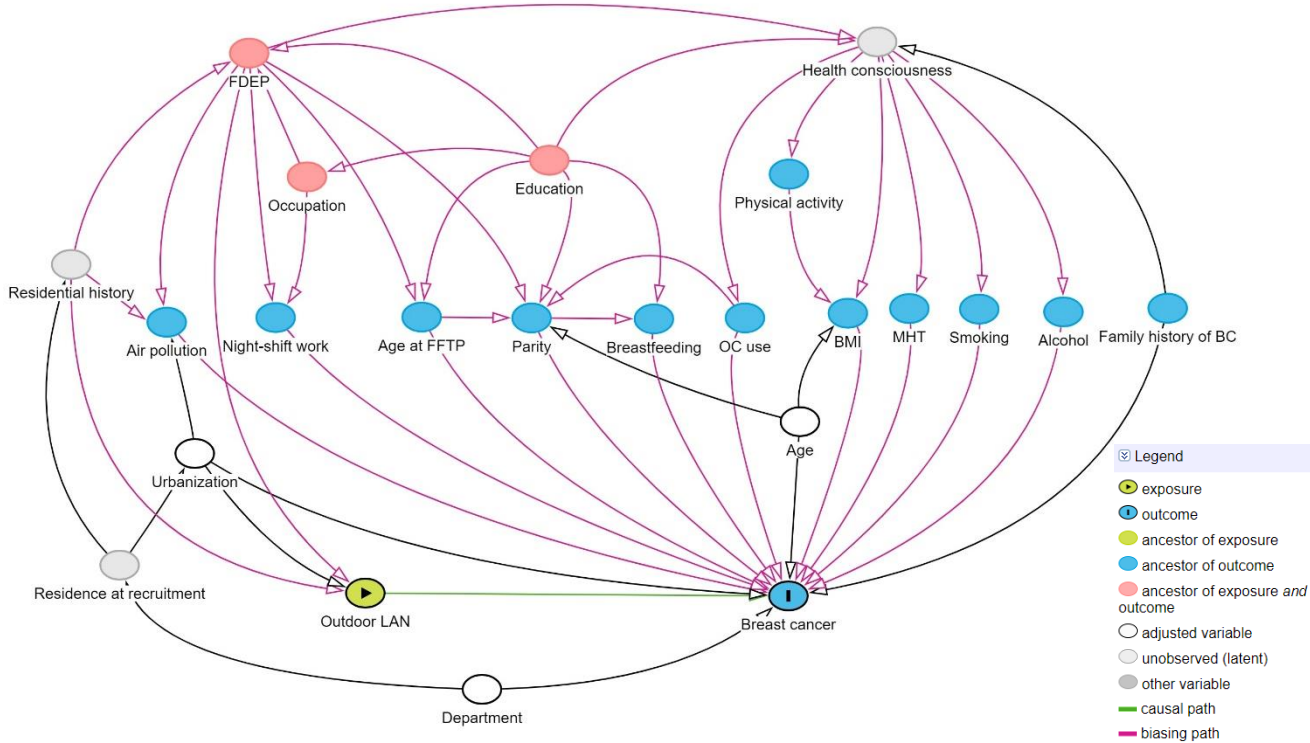 FDEP
Health consciousness
Education
Occupation
Physical activity
Residential history
Air pollution
Night-shift work
Age at FFTP
Parity
Breastfeeding
OC use
BMI
MHT
Smoking
Alcohol
Family history of BC
Age
Urbanization
Residence at recruitment
Outdoor LAN
Breast cancer
Department
Legend
exposure
outcome
ancestor of exposure
ancestor of outcome
ancestor of exposure and
outcome
adjusted variable
unobserved (latent)
other variable
causal path
biasing path